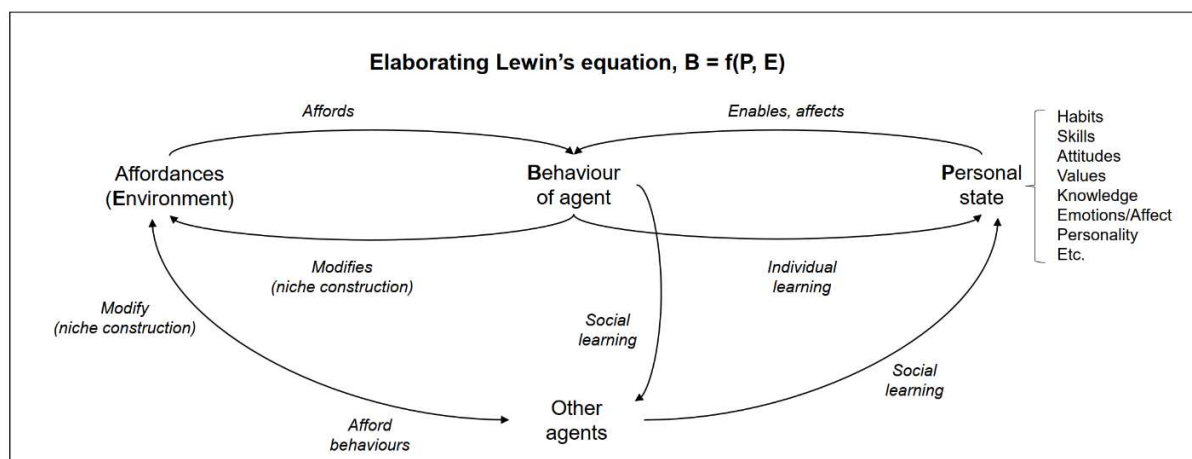 Elaborating Lewin's equation, B = f(P, E)
Affords
Enables, affects
Affordances
(Environment)
Behaviour
of agent
Personal
state
Habits
Skills
Attitudes
Values
Knowledge
Emotions/Affect
Personality
Etc.
Modifies
(niche construction)
Individual
learning
Modify
(niche construction)
Social
learning
Social
learning
Other
agents
Afford
behaviours